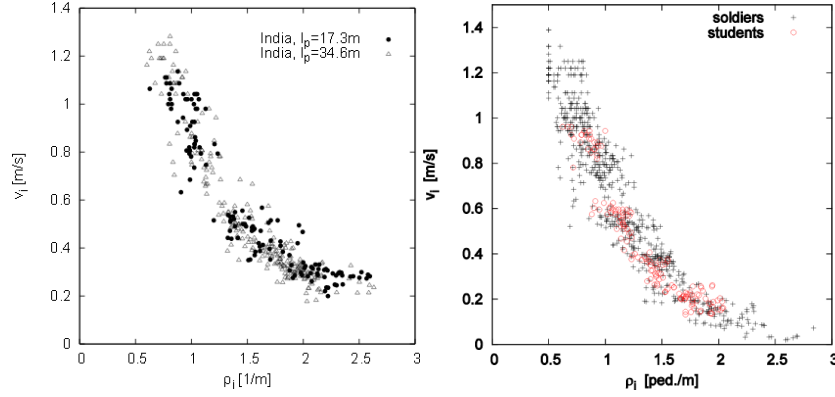 India, lp=17.3m
India, lp=34.6m
1.4
1.2
1
0.8
0.6
0.4
0.2
0
vi [m/s]
0 0.5 1 1.5 2 2.5 3
ρi [1/m]
soldiers
students
1.6
1.4
1.2
1
0.8
0.6
0.4
0.2
0
vi [m/s]
0 0.5 1 1.5 2 2.5 3
ρi [ped./m]